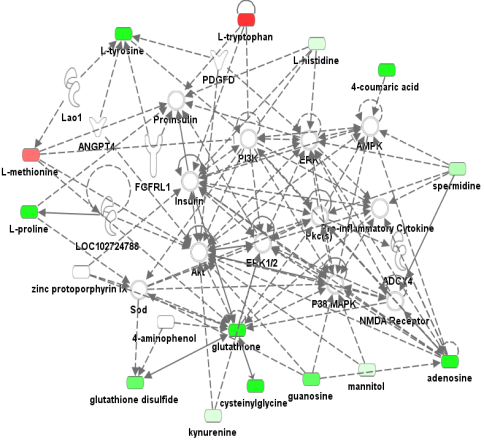 L-tryptophan
L-tyrosine
L-histidine
PDGFD
4-coumaric acid
Lao1
Proinsulin
ANGPT4
PI3K
ERK
AMPK
L-methionine
FGFRL1
Insulin
spermidine
L-proline
LOC102724788
Pkc(s)
Pro-inflammatory Cytokine
Akt
ERK1/2
ADCY4
zinc protoporphyrin IX
Sod
P38 MAPK
NMDA Receptor
4-aminophenol
glutathione
adenosine
glutathione disulfide
cysteinylglycine
guanosine
mannitol
kynurenine